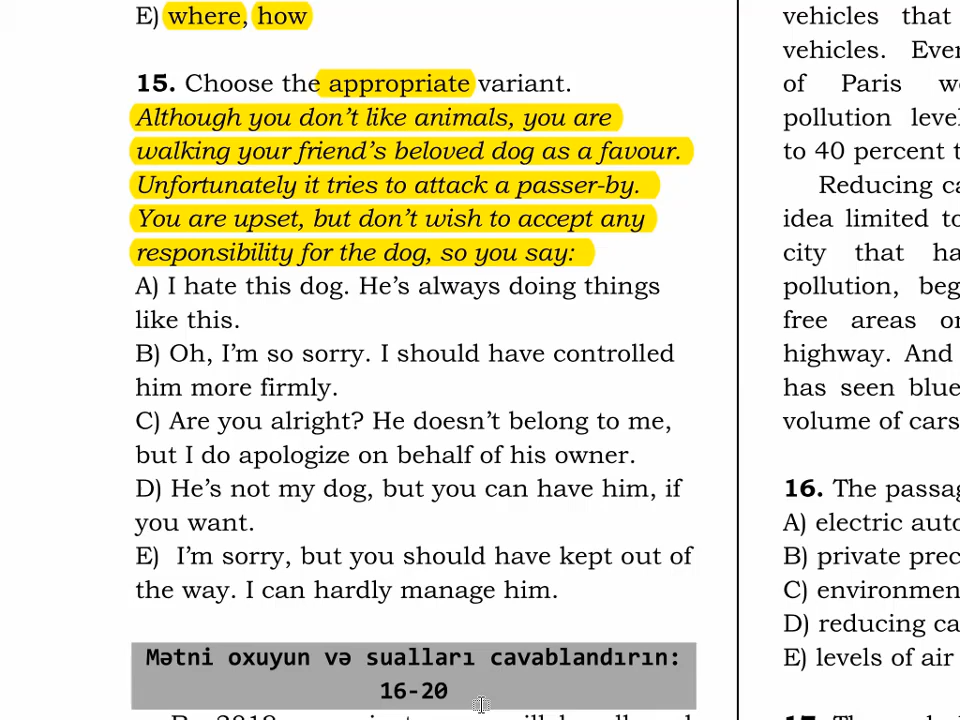 E) where, how
15. Choose the appropriate variant.
Although you don't like animals, you are
walking your friend's beloved dog as a favour.
Unfortunately it tries to attack a passer-by.
You are upset, but don't wish to accept any
responsibility for the dog, so you say:
A) I hate this dog. He's always doing things
like this.
B) Oh, I'm so sorry. I should have controlled
him more firmly.
C) Are you alright? He doesn't belong to me,
but I do apologize on behalf of his owner.
D) He's not my dog, but you can have him, if
you want.
E) I'm sorry, but you should have kept out of
the way. I can hardly manage him.
Mətni oxuyun və sualları cavablandırın:
16-20
vehicles that
vehicles.
of Paris
pollution
to 40 percent
Reducing
idea limited to
city that
pollution,
free areas
highway. And
has seen
volume of cars
16. The
A) electric
B) private
C)
D) reducing
E) levels of air